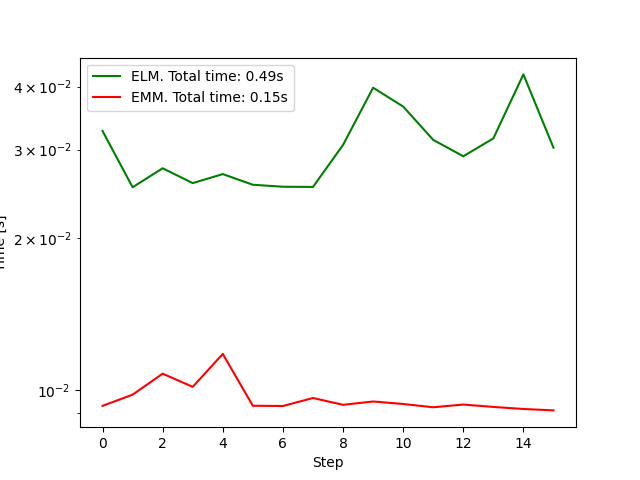 ELM. Total time: 0.49s
EMM. Total time: 0.15s
4 × 10⁻²
3 × 10⁻²
2 × 10⁻²
10⁻²
Time [s]
0 2 4 6 8 10 12 14
Step